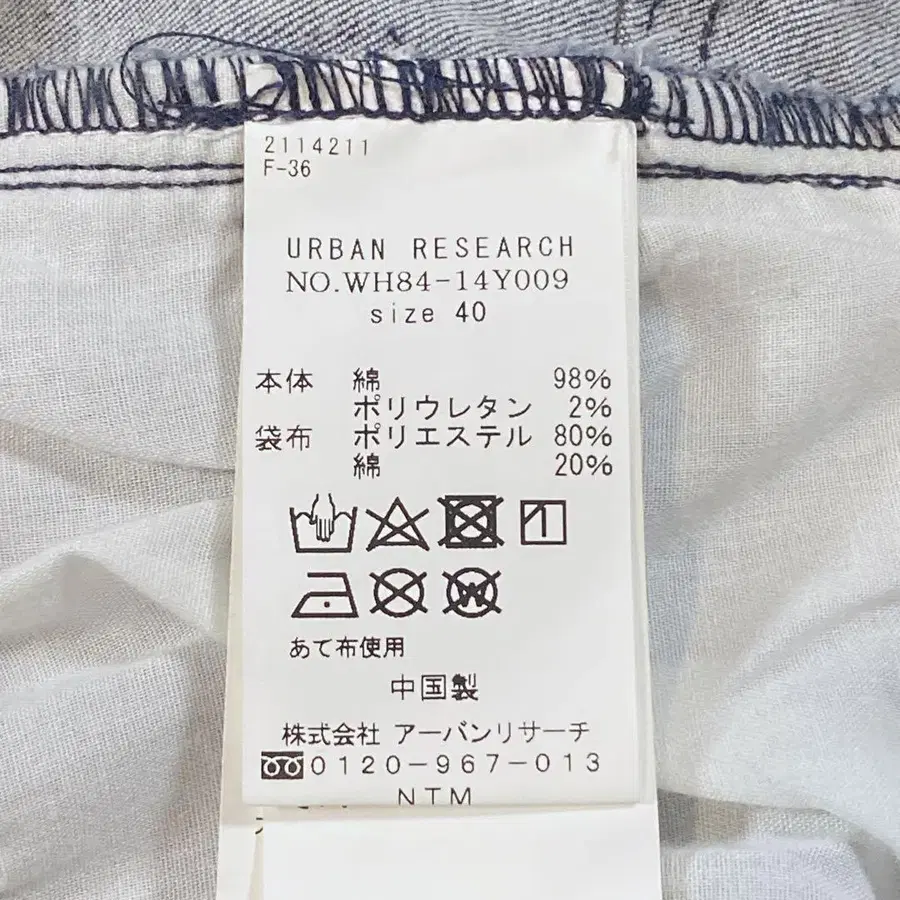 2114211
F-36
URBAN RESEARCH
NO.WH84-14Y009
size 40
本体 綿 98%
ポリウレタン 2%
袋布 ポリエステル 80%
綿 20%
あて布使用
中国製
株式会社 アーバンリサーチ
0120-967-013
NTM